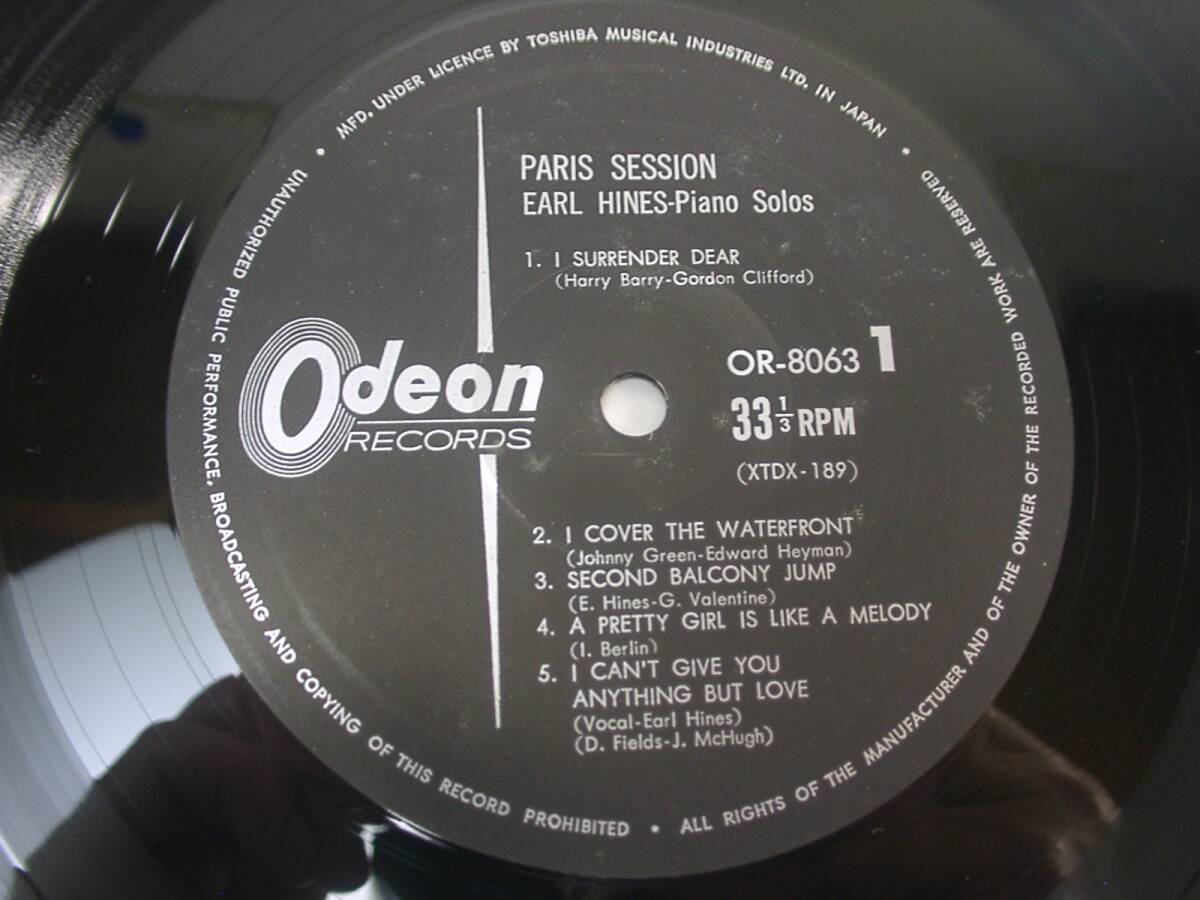 MFD. UNDER LICENCE BY TOSHIBA MUSICAL INDUSTRIES LTD. IN JAPAN
PARIS SESSION
EARL HINES-Piano Solos
1. I SURRENDER DEAR
(Harry Barry-Gordon Clifford)
Odeon
RECORDS
OR-8063 1
33 1/3 RPM
(XTDX-189)
2. I COVER THE WATERFRONT
(Johnny Green-Edward Heyman)
3. SECOND BALCONY JUMP
(E. Hines-G. Valentine)
4. A PRETTY GIRL IS LIKE A MELODY
(I. Berlin)
5. I CAN'T GIVE YOU
ANYTHING BUT LOVE
(Vocal-Earl Hines)
(D. Fields-J. McHugh)
UNAUTHORIZED PUBLIC PERFORMANCE, BROADCASTING AND COPYING OF THIS RECORD PROHIBITED • ALL RIGHTS OF THE MANUFACTURER AND OF THE OWNER OF THE RECORDED WORK ARE RESERVED